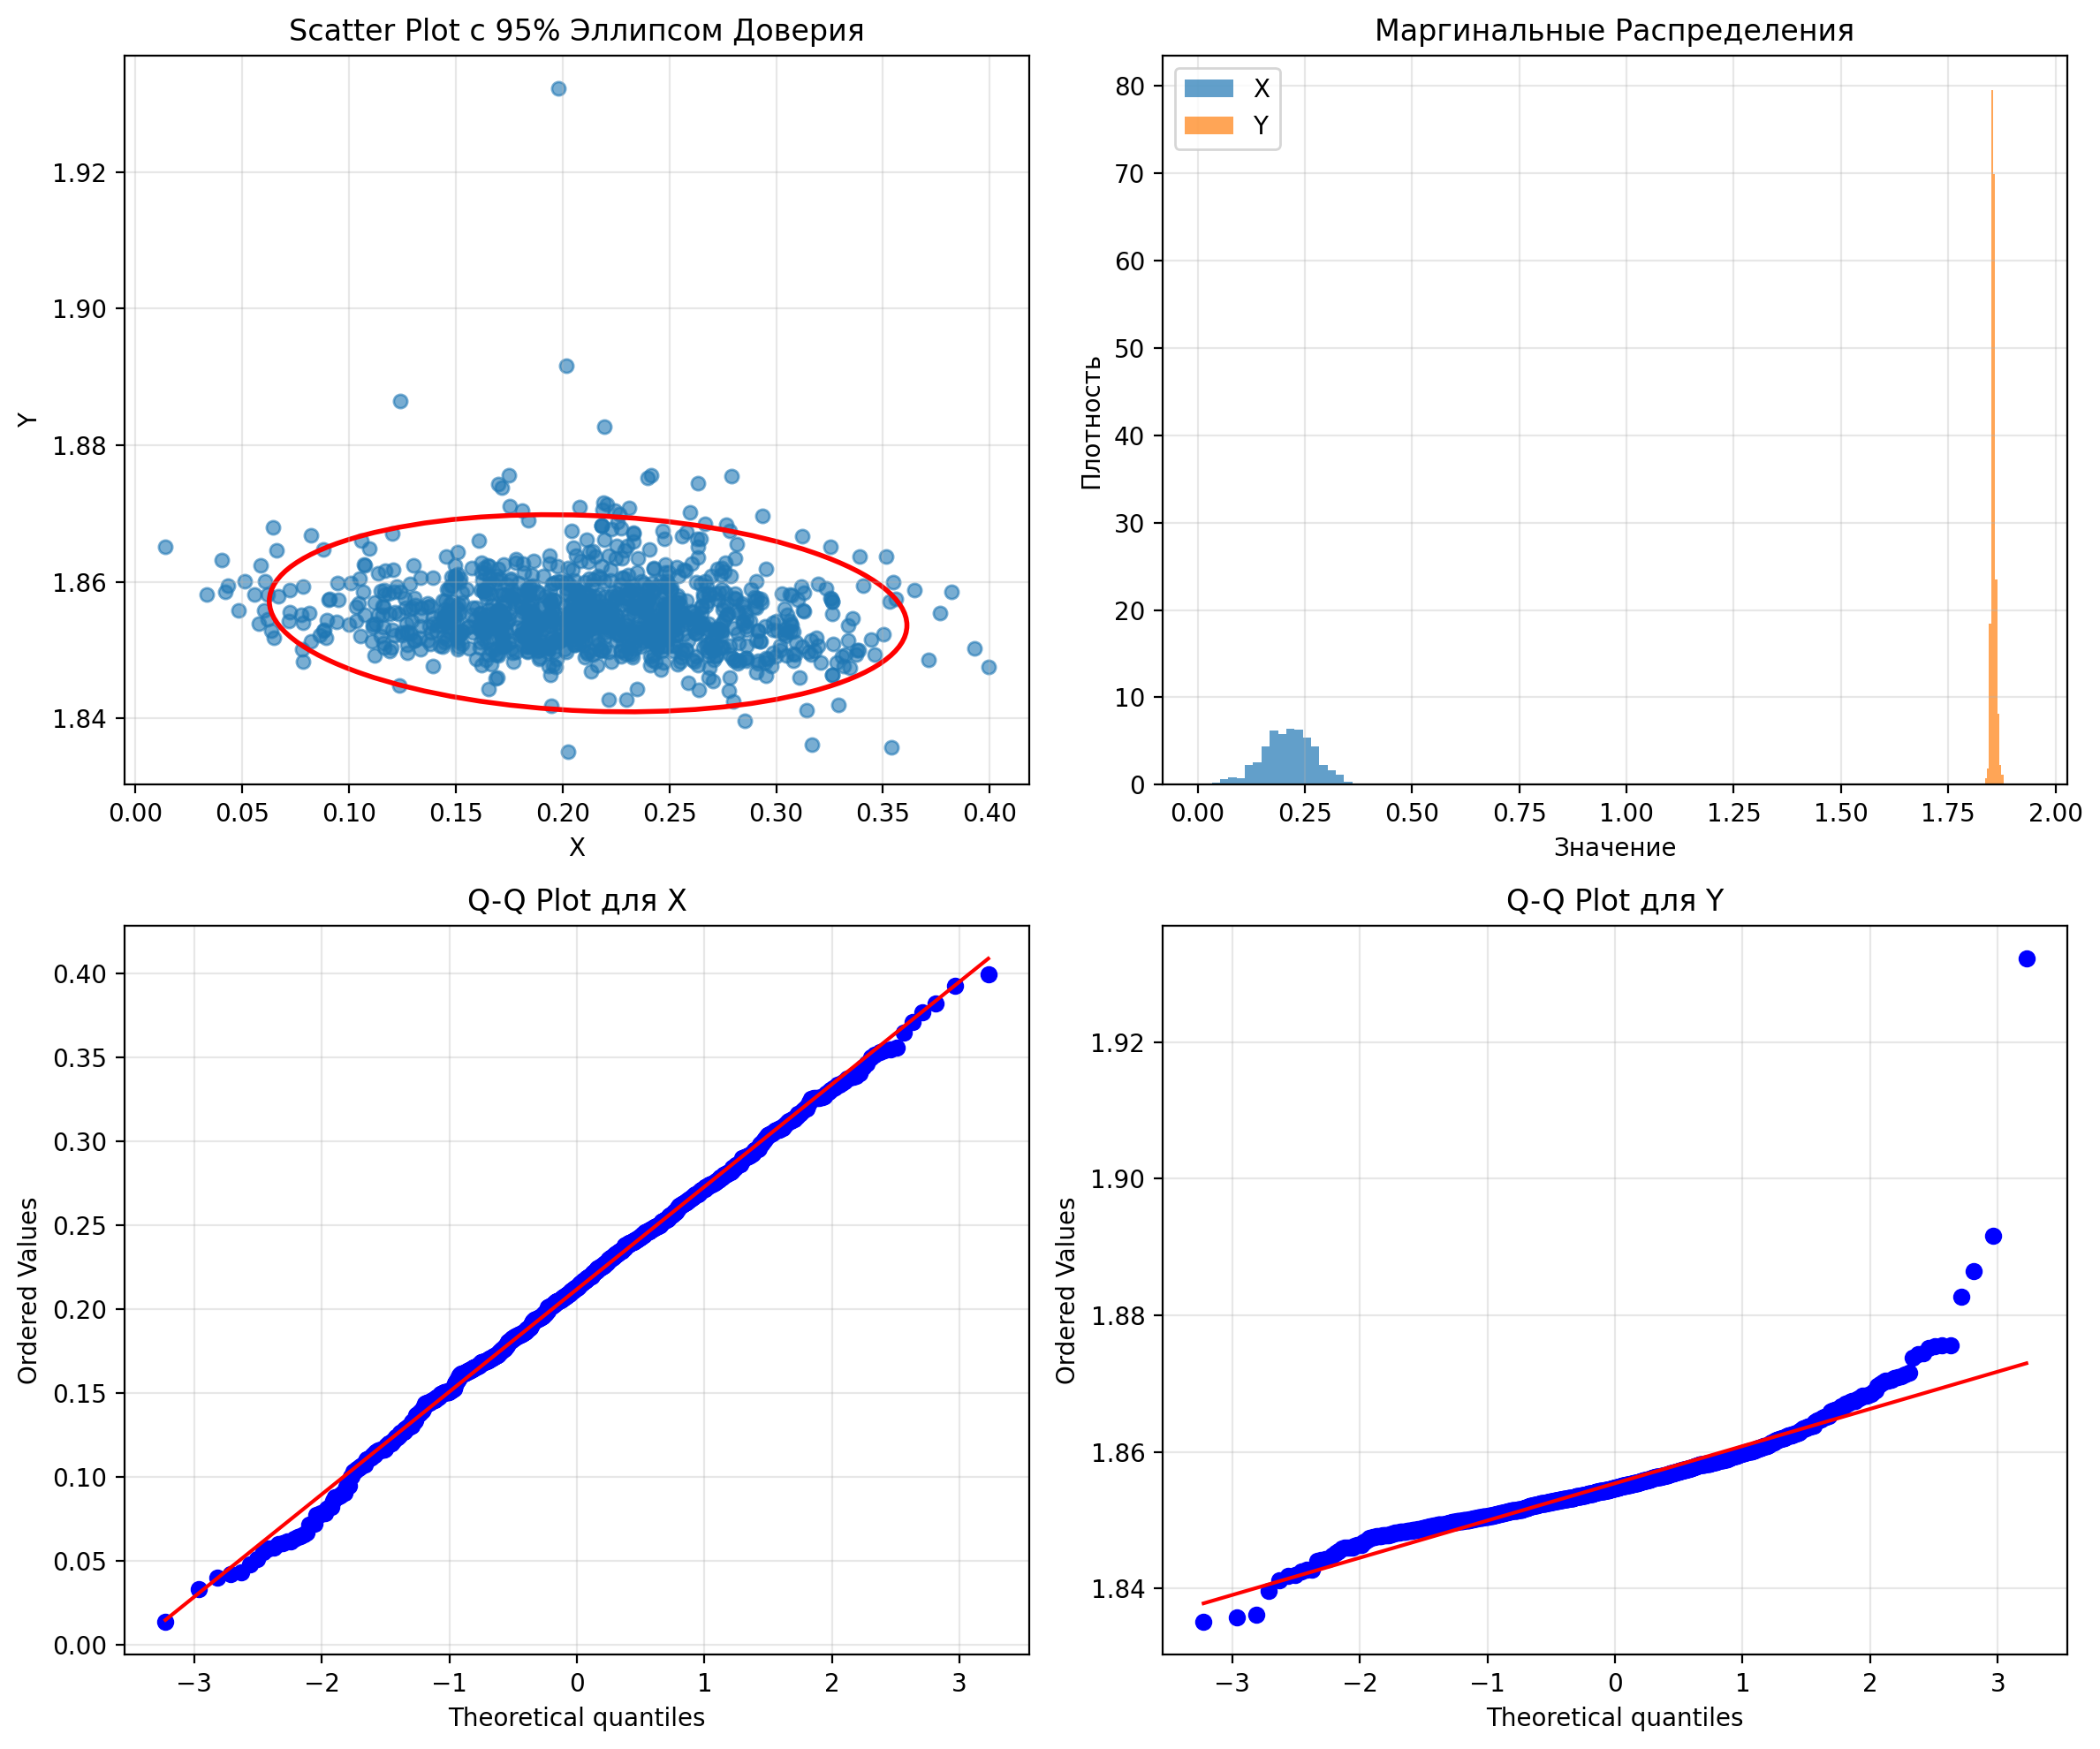 Scatter Plot с 95% Эллипсом Доверия
1.92
1.90
1.88
1.86
1.84
Y
0.00 0.05 0.10 0.15 0.20 0.25 0.30 0.35 0.40
X
Маргинальные Распределения
X
Y
80
70
60
50
40
30
20
10
0
Плотность
0.00 0.25 0.50 0.75 1.00 1.25 1.50 1.75 2.00
Значение
Q-Q Plot для X
0.40
0.35
0.30
0.25
0.20
0.15
0.10
0.05
0.00
Ordered Values
−3 −2 −1 0 1 2 3
Theoretical quantiles
Q-Q Plot для Y
1.92
1.90
1.88
1.86
1.84
Ordered Values
−3 −2 −1 0 1 2 3
Theoretical quantiles